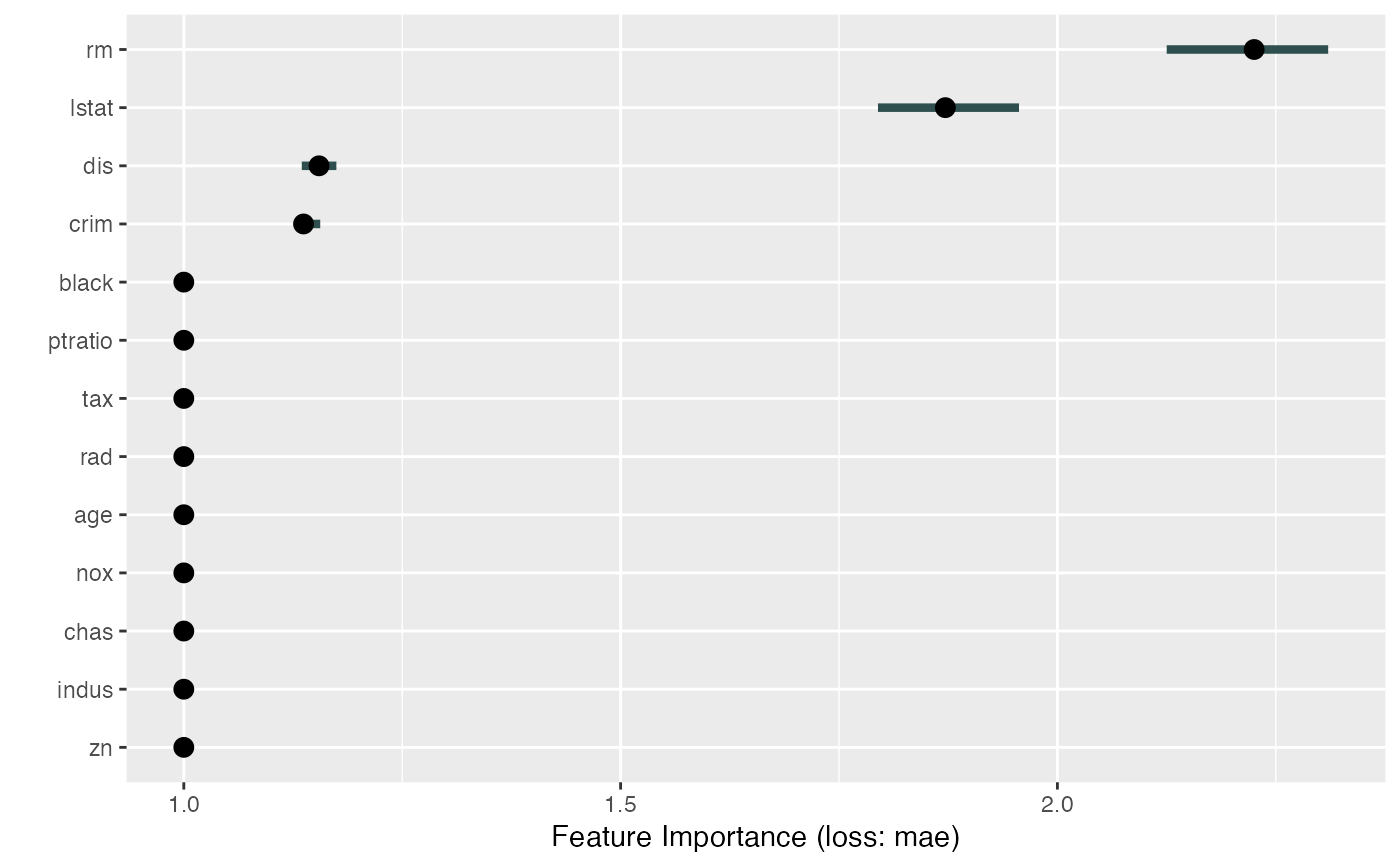 rm
lstat
dis
crim
black
ptratio
tax
rad
age
nox
chas
indus
zn
1.0 1.5 2.0
Feature Importance (loss: mae)